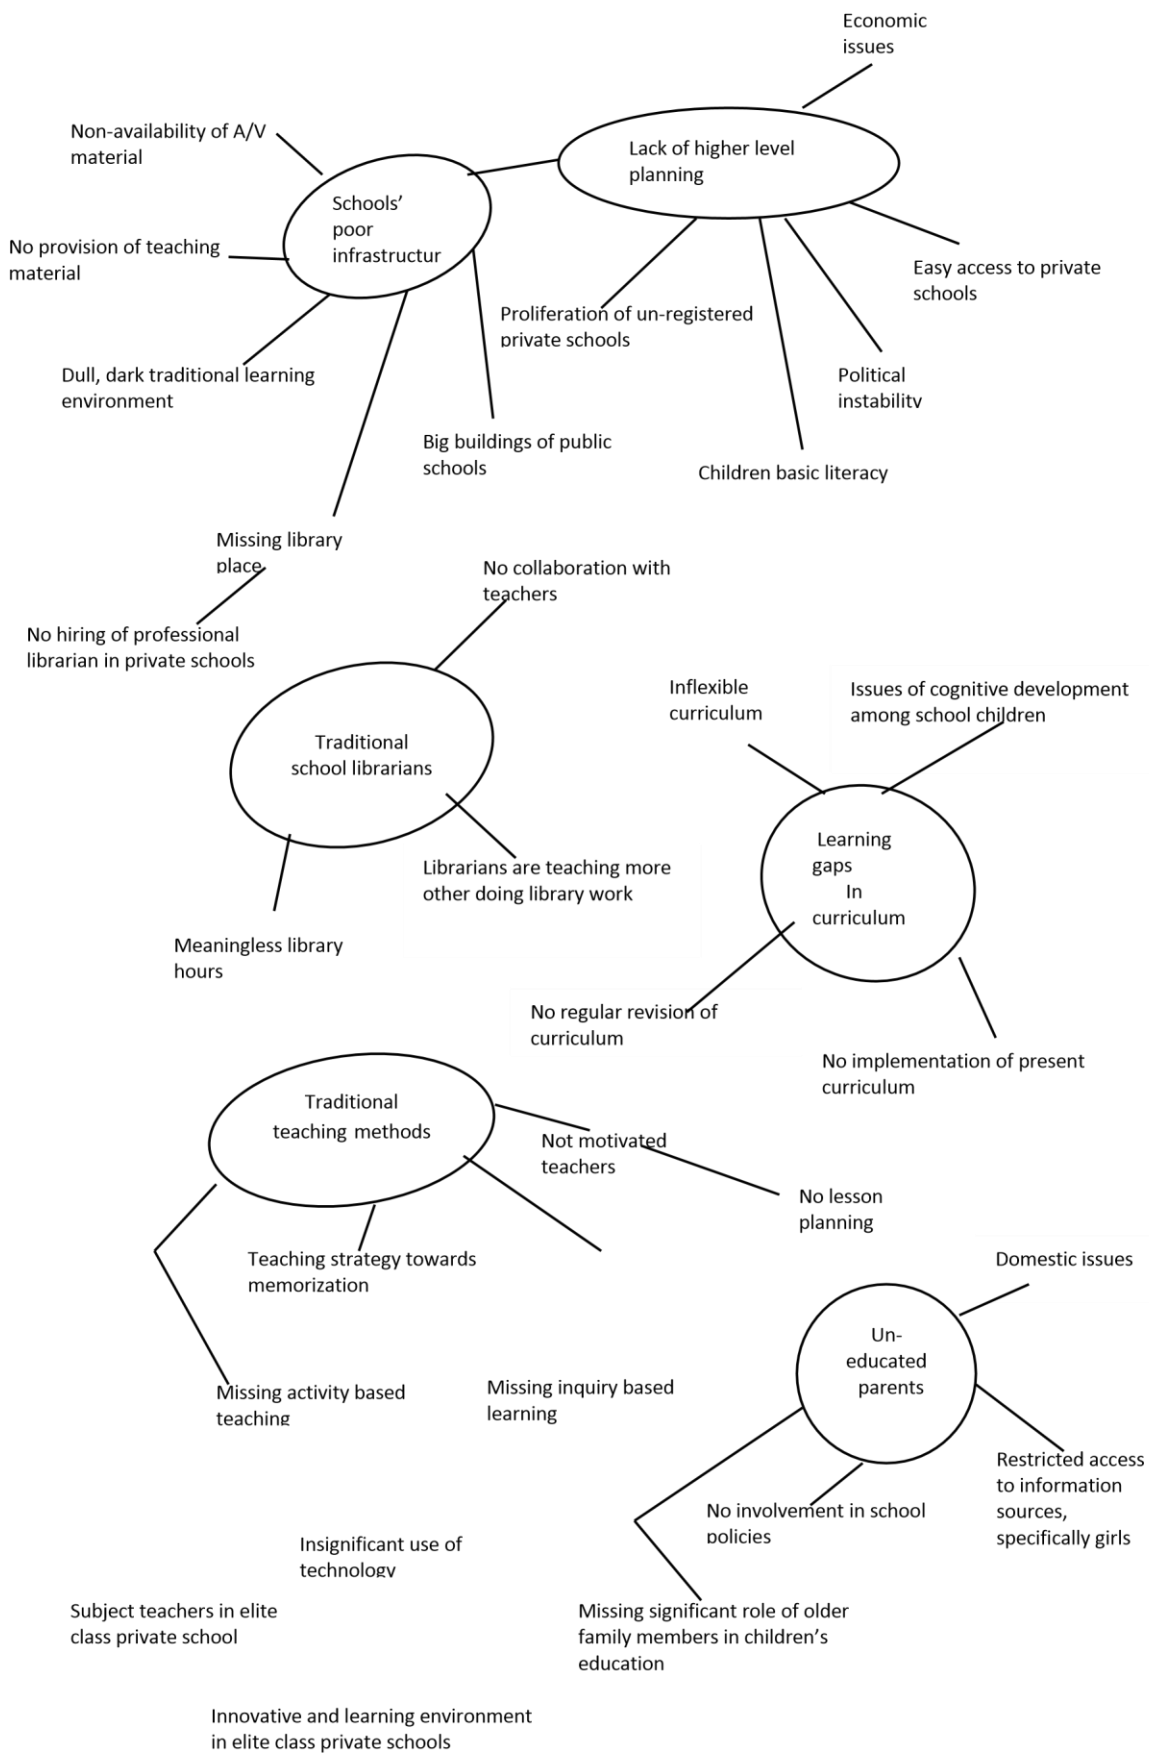 Economic
issues
Non-availability of A/V
material
Lack of higher level
planning
Schools’
poor
infrastructur
No provision of teaching
material
Easy access to private
schools
Proliferation of un-registered
private schools
Dull, dark traditional learning
environment
Political
instability
Big buildings of public
schools
Children basic literacy
Missing library
place
No collaboration with
teachers
No hiring of professional
librarian in private schools
Inflexible
curriculum
Issues of cognitive development
among school children
Traditional
school librarians
Learning
gaps
In
curriculum
Librarians are teaching more
other doing library work
Meaningless library
hours
No regular revision of
curriculum
No implementation of present
curriculum
Traditional
teaching methods
Not motivated
teachers
No lesson
planning
Teaching strategy towards
memorization
Domestic issues
Un-
educated
parents
Missing activity based
teaching
Missing inquiry based
learning
Restricted access
to information
sources,
specifically girls
No involvement in school
policies
Insignificant use of
technology
Subject teachers in elite
class private school
Missing significant role of older
family members in children’s
education
Innovative and learning environment
in elite class private schools